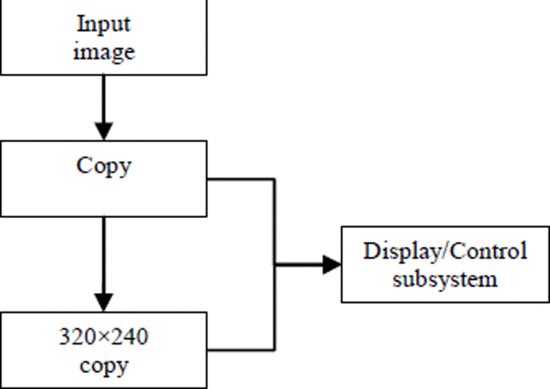 Input
image
Copy
Display/Control
subsystem
320×240
copy